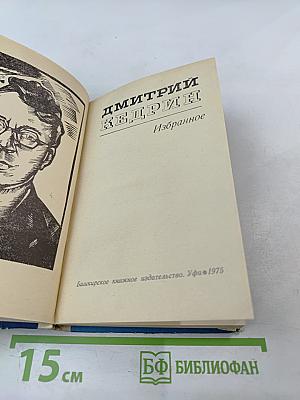 ДМИТРИЙ
КЕДРИН
Избранное
Башкирское книжное издательство. Уфа • 1975
15 см
БФ БИБЛИОФАН